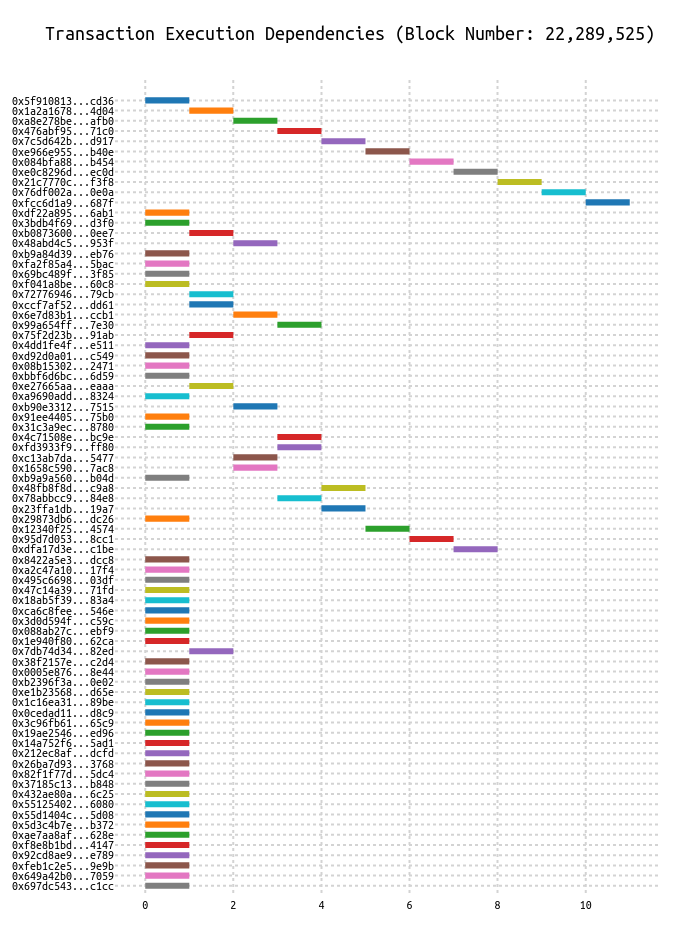 Transaction Execution Dependencies (Block Number: 22,289,525)
0x5f910813...cd36
0x1a2a1678...4d04
0xa8e278be...afb0
0x476abf95...71c0
0x7c5d642b...d917
0xe966e955...b40e
0x084bfa88...b454
0xe0c8296d...ec0d
0x21c7770c...f3f8
0x76df002a...0e0a
0xfcc6d1a9...687f
0xdf22a895...6ab1
0x3bdb4f69...d3f0
0xb0873600...0ee7
0x48abd4c5...953f
0xb9a84d39...eb76
0xfa2f85a4...5bac
0x69bc489f...3f85
0xf041a8be...60c8
0x72776946...79cb
0xccf7af52...dd61
0x6e7d83b1...ccb1
0x99a654ff...7e30
0x75f2d23b...91ab
0x4dd1fe4f...e511
0xd92d0a01...c549
0x08b15302...2471
0xbbf6d6bc...6d59
0xe27665aa...eaaa
0xa9690add...8324
0xb90e3312...7515
0x91ee4405...75b0
0x31c3a9ec...8780
0x4c71508e...bc9e
0xfd3933f9...ff80
0xc13ab7da...5477
0x1658c590...7ac8
0xb9a9a560...b04d
0x48fb8f8d...c9a8
0x78abbcc9...84e8
0x23ffa1db...19a7
0x29873db6...dc26
0x12340f25...4574
0x95d7d053...8cc1
0xdfa17d3e...c1be
0x8422a5e3...dcc8
0xa2c47a10...17f4
0x495c6698...03df
0x47c14a39...71fd
0x18ab5f39...83a4
0xca6c8fee...546e
0x3d0d594f...c59c
0x088ab27c...ebf9
0x1e940f80...62ca
0x7db74d34...82ed
0x38f2157e...c2d4
0x0005e876...8e44
0xb2396f3a...0e02
0xe1b23568...d65e
0x1c16ea31...89be
0x0cedad11...d8c9
0x3c96fb61...65c9
0x19ae2546...ed96
0x14a752f6...5ad1
0x212ec8af...dcfd
0x26ba7d93...3768
0x82f1f77d...5dc4
0x37185c13...b848
0x432ae80a...6c25
0x55125402...6080
0x55d1404c...5d08
0x5d3c4b7e...b372
0xae7aa8af...628e
0xf8e8b1bd...4147
0x92cd8ae9...e789
0xfeb1c2e5...9e9b
0x649a42b0...7059
0x697dc543...c1cc
0 2 4 6 8 10